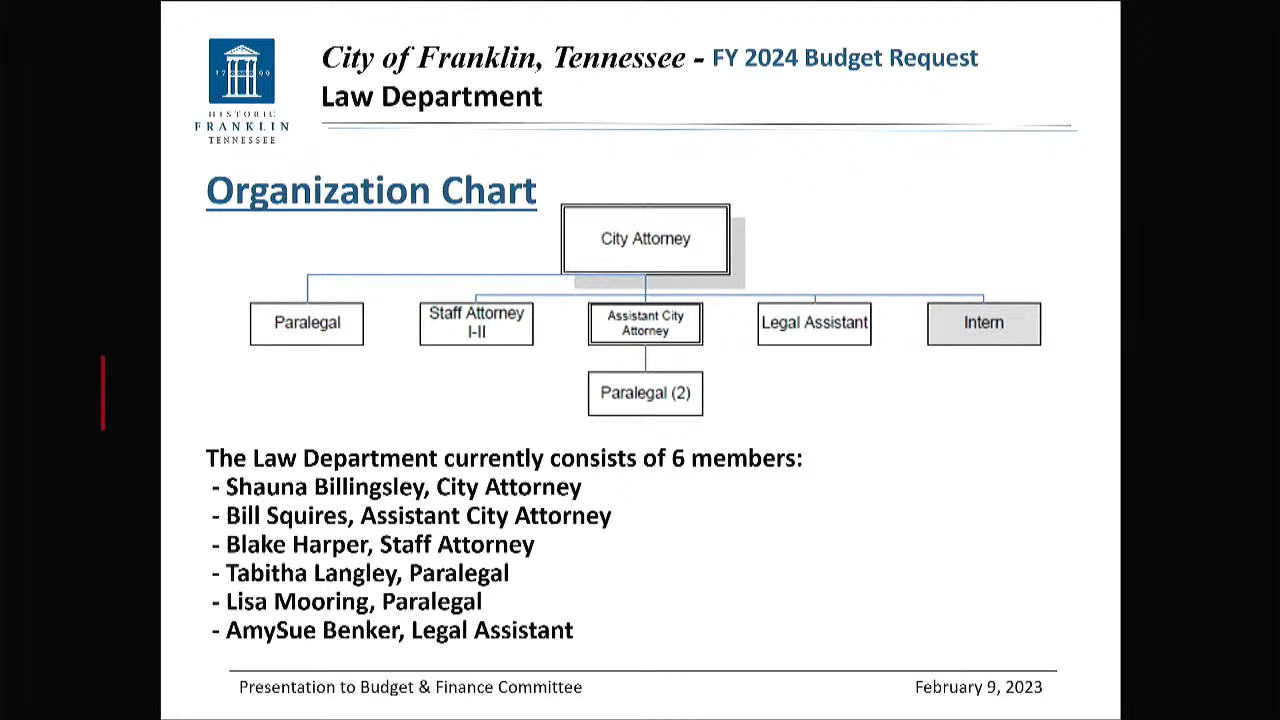 City of Franklin, Tennessee - FY 2024 Budget Request
Law Department
17 99
HISTORIC
FRANKLIN
TENNESSEE
Organization Chart
City Attorney
Paralegal
Staff Attorney
I-II
Assistant City
Attorney
Legal Assistant
Intern
Paralegal (2)
The Law Department currently consists of 6 members:
- Shauna Billingsley, City Attorney
- Bill Squires, Assistant City Attorney
- Blake Harper, Staff Attorney
- Tabitha Langley, Paralegal
- Lisa Mooring, Paralegal
- AmySue Benker, Legal Assistant
Presentation to Budget & Finance Committee
February 9, 2023